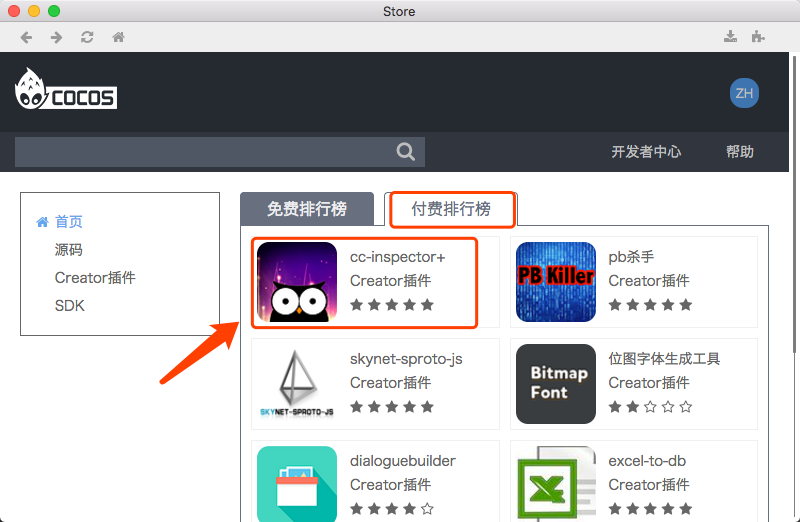 Store
COCOS
ZH
开发者中心
帮助
首页
源码
Creator插件
SDK
免费排行榜
付费排行榜
cc-inspector+
Creator插件
PB Killer
pb杀手
Creator插件
SKYNET-SPROTO-JS
skynet-sproto-js
Creator插件
Bitmap
Font
位图字体生成工具
Creator插件
dialoguebuilder
Creator插件
X
excel-to-db
Creator插件